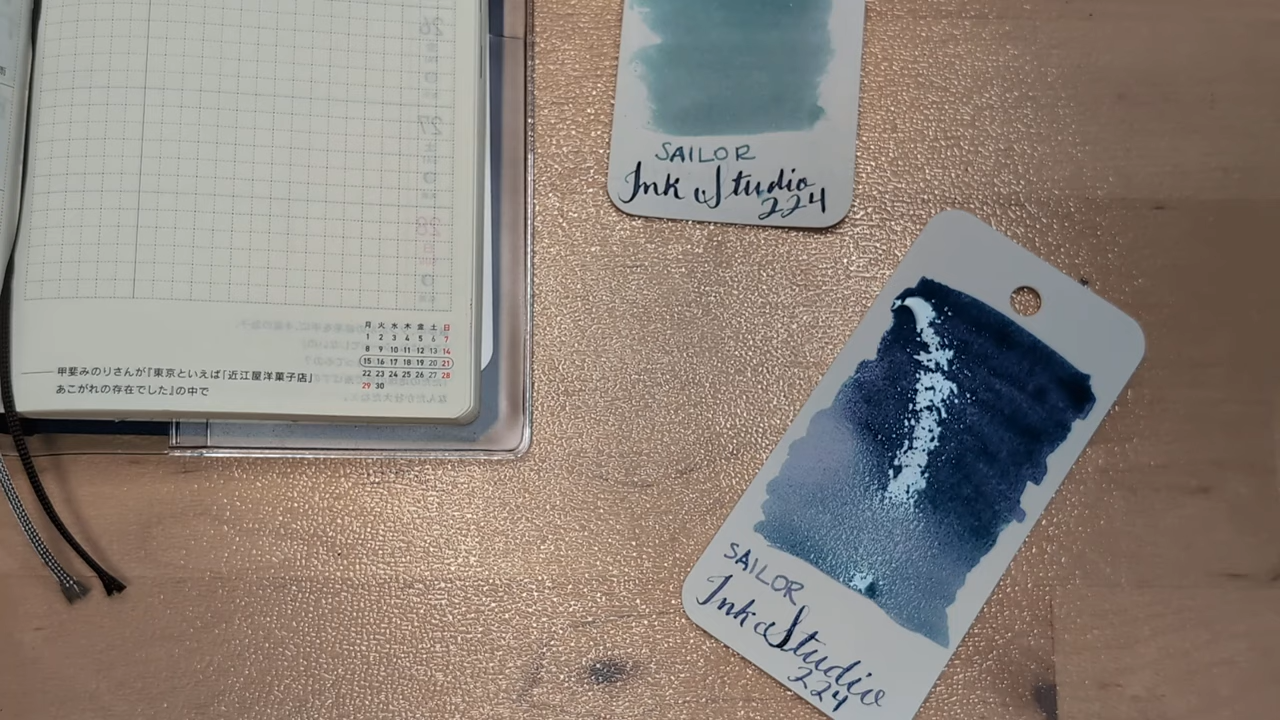 月 火 水 木 金 土 日
1 2 3 4 5 6 7
8 9 10 11 12 13 14
15 16 17 18 19 20 21
22 23 24 25 26 27 28
29 30
甲斐みのりさんが『東京といえば「近江屋洋菓子店」
あこがれの存在でした』の中で
SAILOR
Ink Studio
224
SAILOR
Ink Studio
224
26
27
28